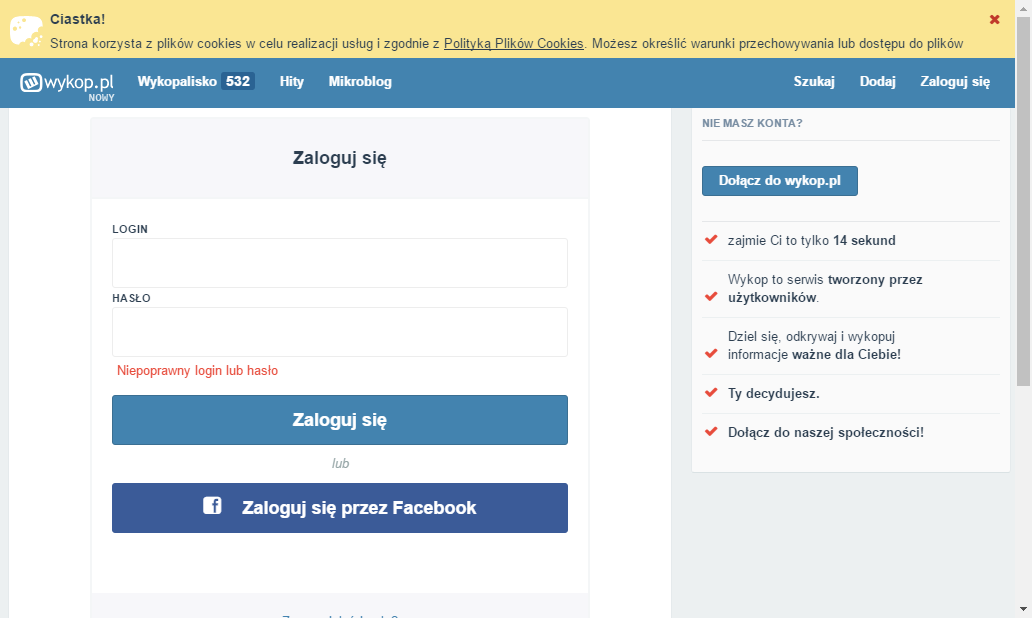 Ciastka!
Strona korzysta z plików cookies w celu realizacji usług i zgodnie z Polityką Plików Cookies. Możesz określić warunki przechowywania lub dostępu do plików
wykop.pl
NOWY
Wykopalisko 532 Hity Mikroblog Szukaj Dodaj Zaloguj się
Zaloguj się
LOGIN
HASŁO
Niepoprawny login lub hasło
Zaloguj się
lub
Zaloguj się przez Facebook
NIE MASZ KONTA?
Dołącz do wykop.pl
zajmie Ci to tylko 14 sekund
Wykop to serwis tworzony przez
użytkowników.
Dziel się, odkrywaj i wykopuj
informacje ważne dla Ciebie!
Ty decydujesz.
Dołącz do naszej społeczności!